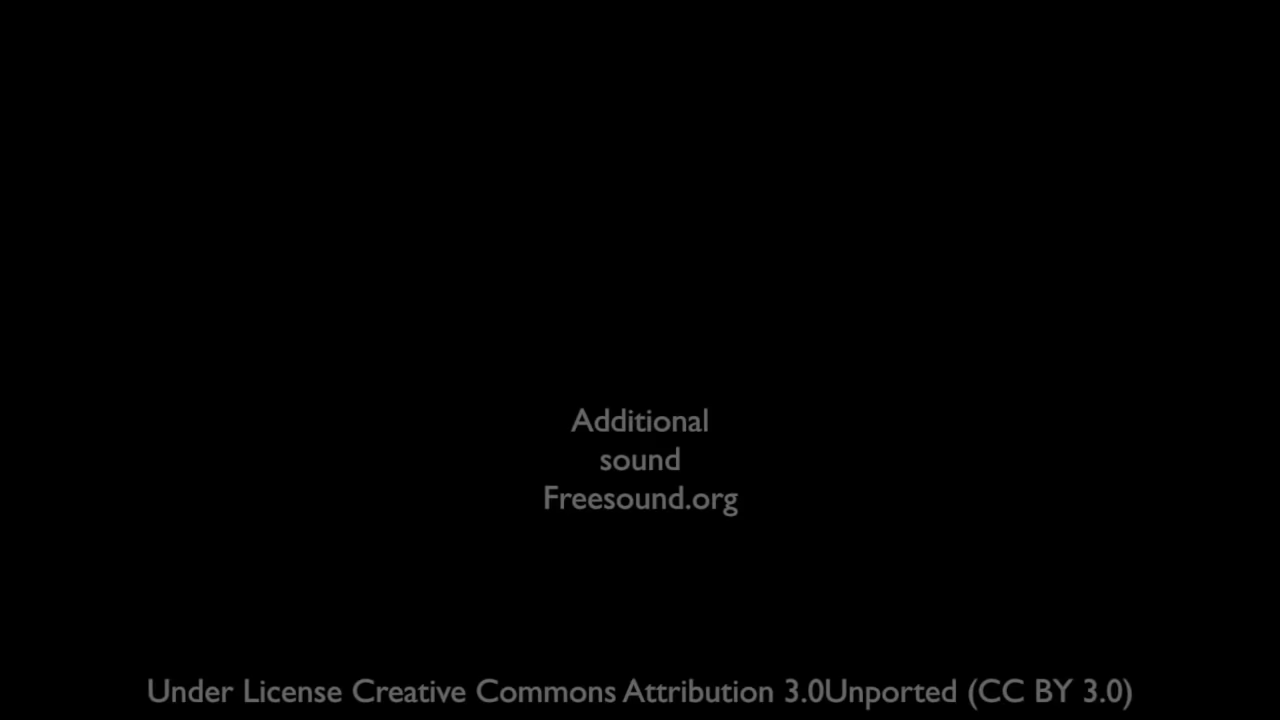 Additional
sound
Freesound.org
Under License Creative Commons Attribution 3.0Unported (CC BY 3.0)